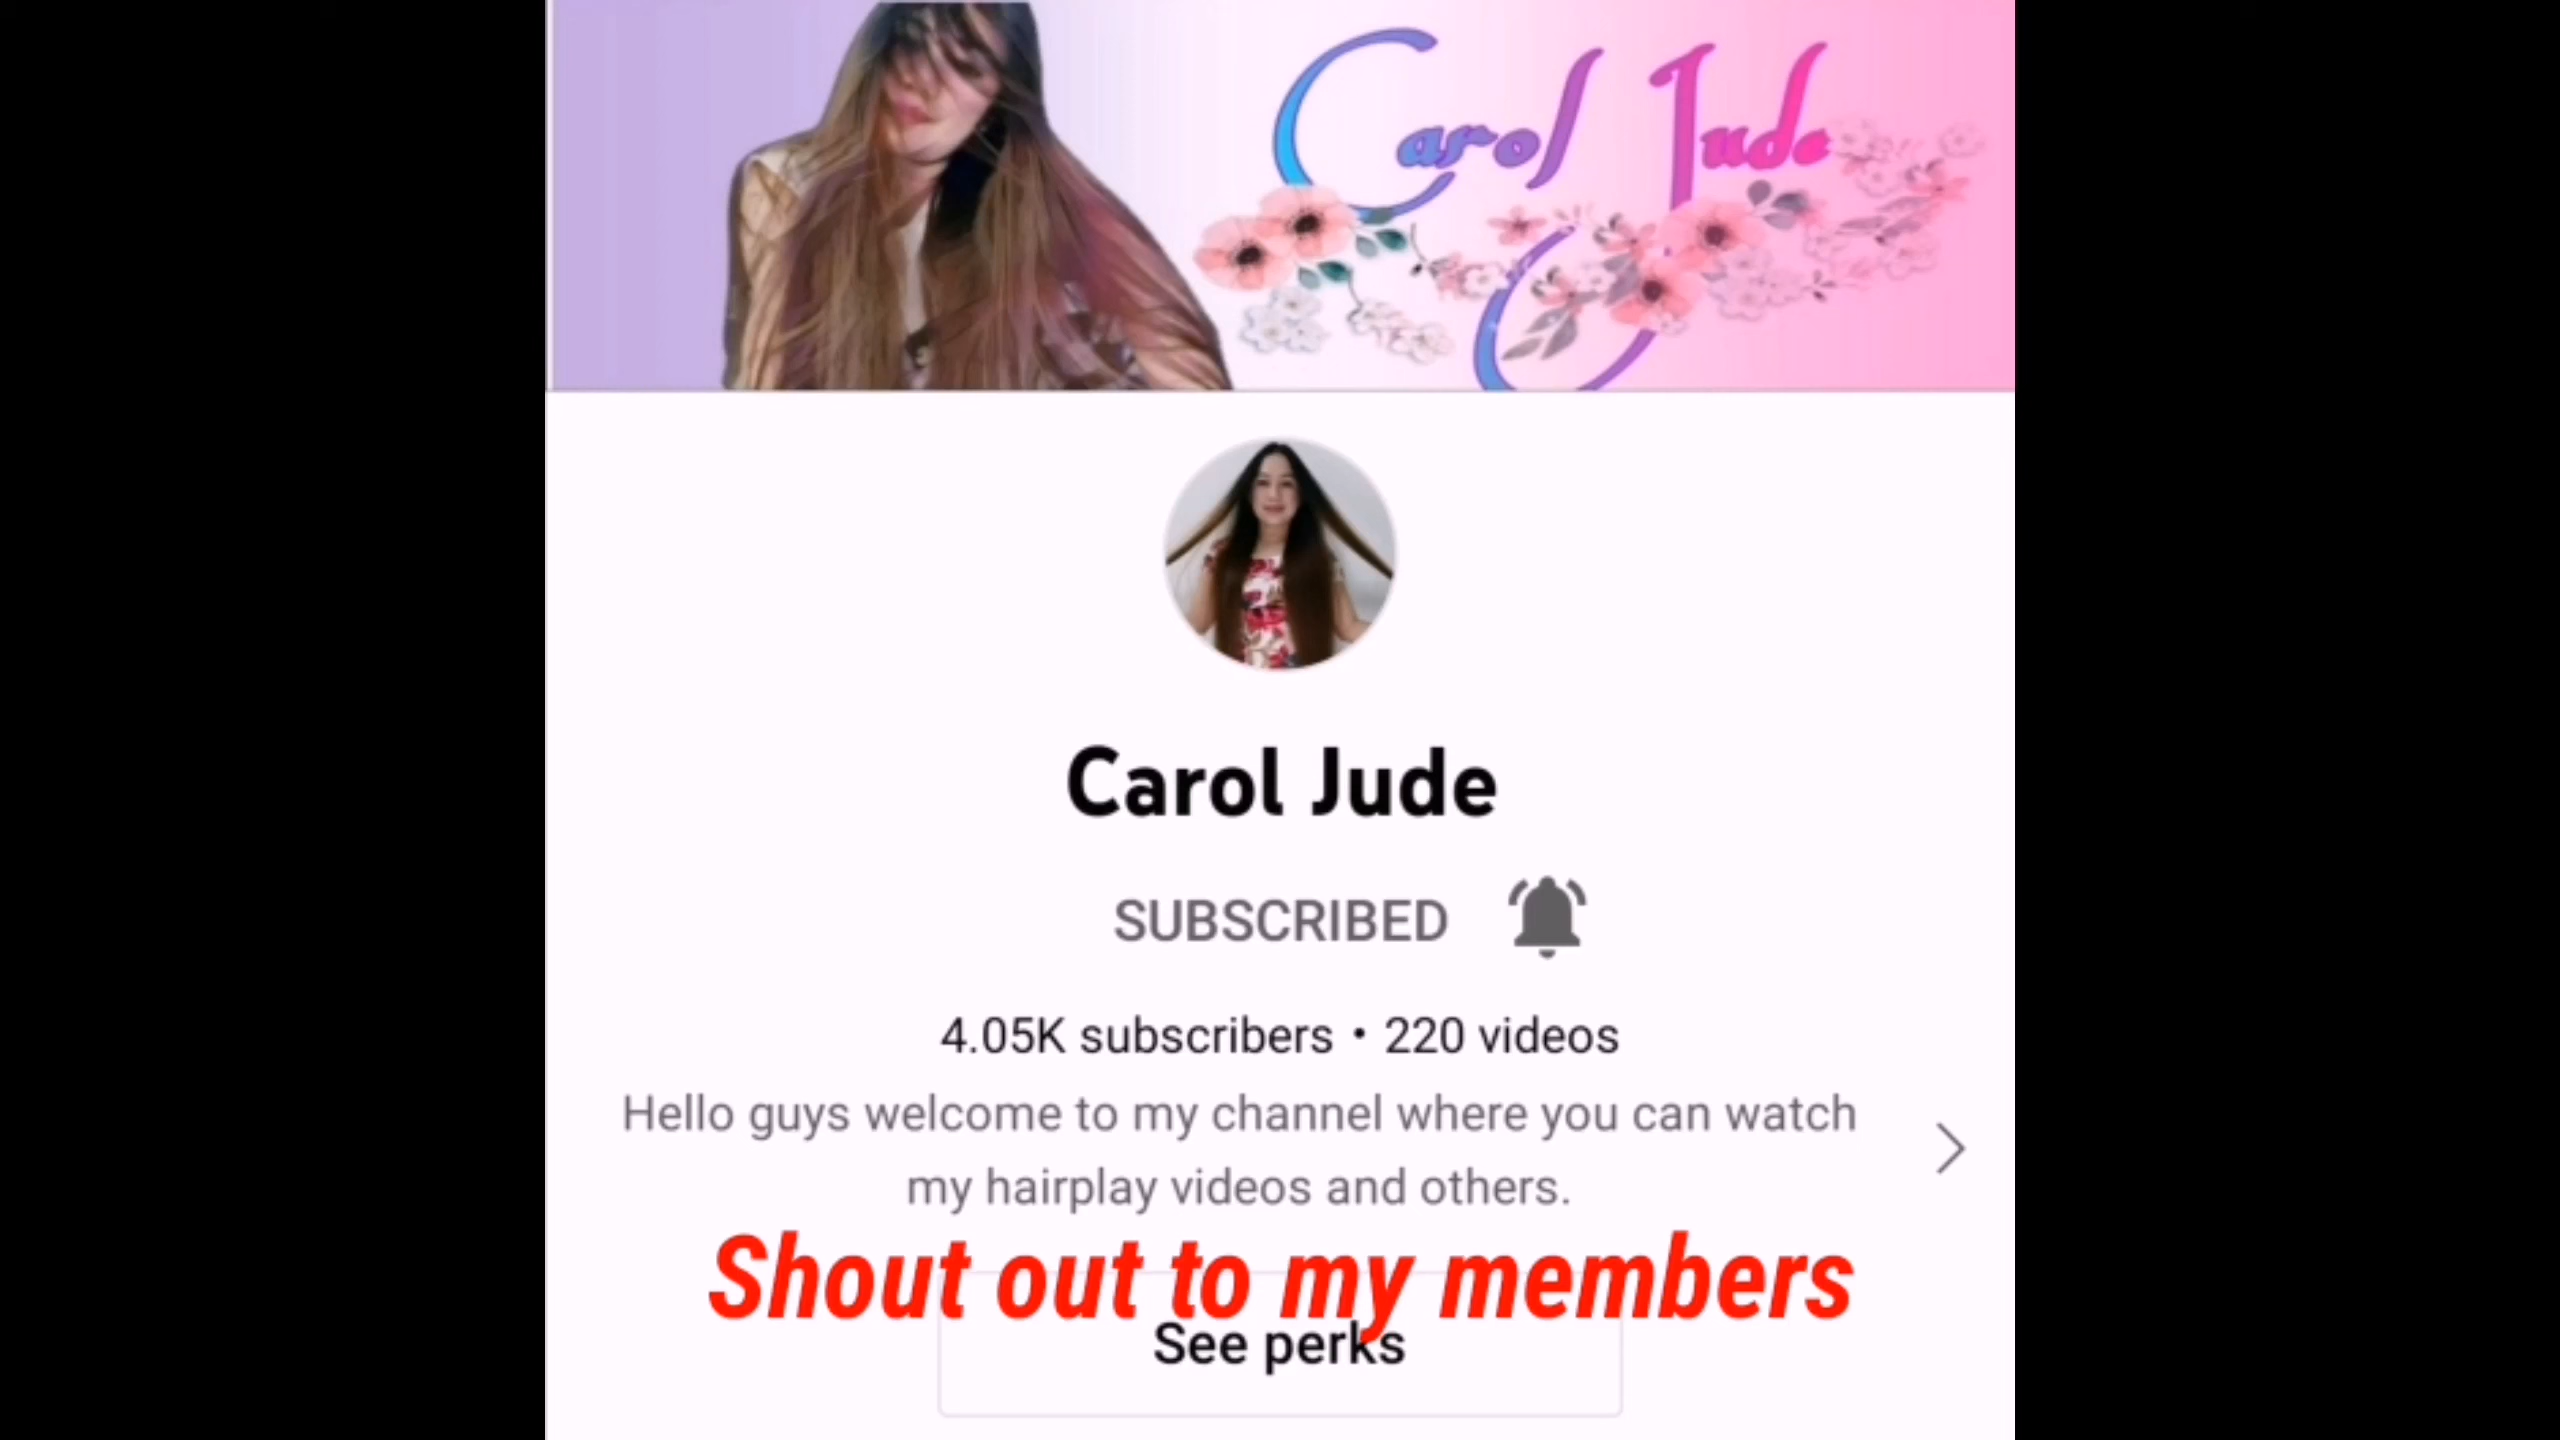 Carol Jude
Carol Jude
SUBSCRIBED
4.05K subscribers • 220 videos
Hello guys welcome to my channel where you can watch
my hairplay videos and others.
Shout out to my members
See perks